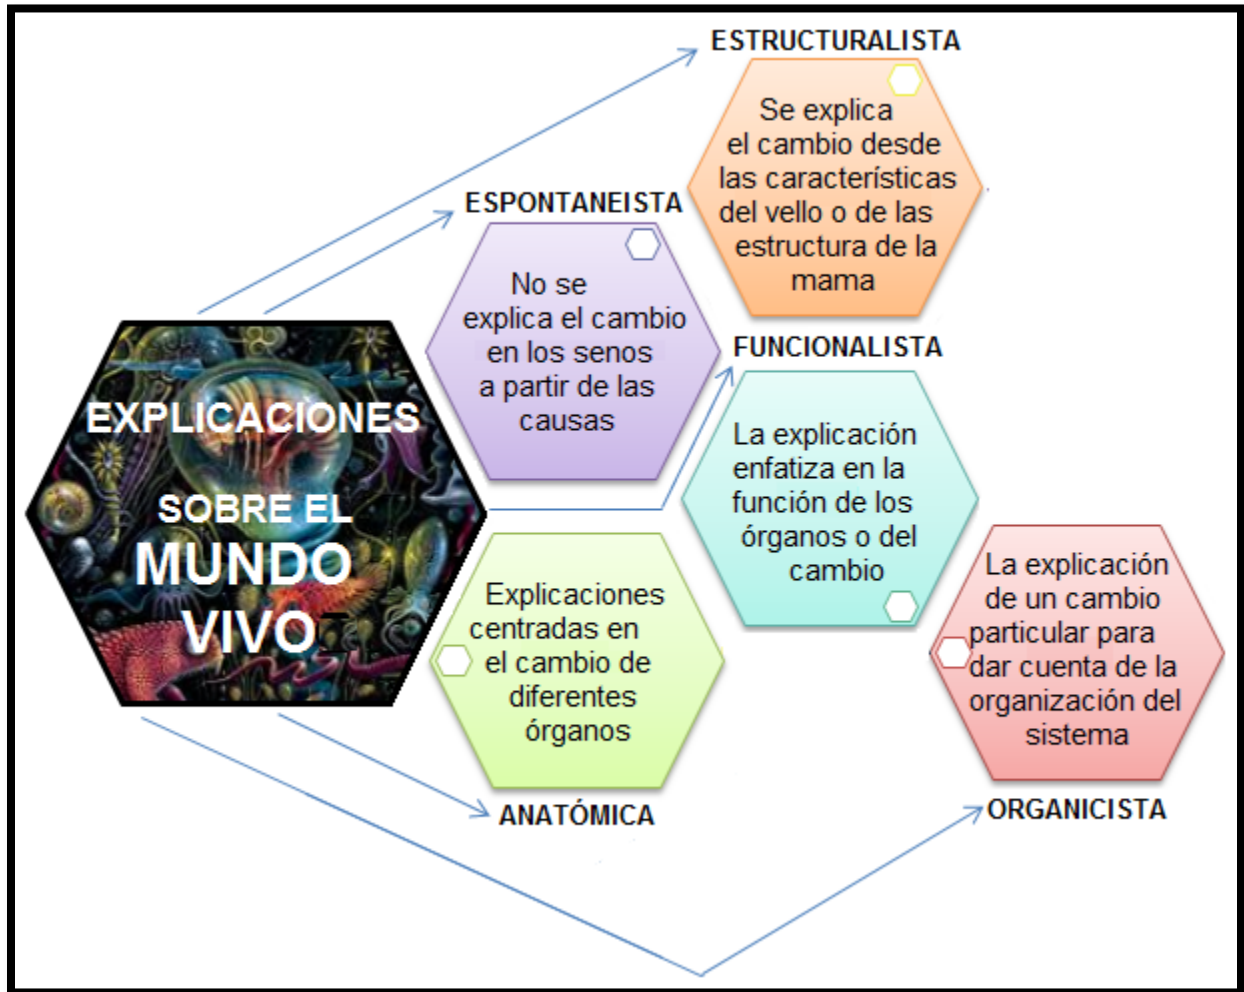 ESTRUCTURALISTA
Se explica
el cambio desde
las características
del vello o de las
estructura de la
mama
ESPONTANEISTA
No se
explica el cambio
en los senos
a partir de las
causas
EXPLICACIONES
SOBRE EL
MUNDO
VIVO
FUNCIONALISTA
La explicación
enfatiza en la
función de los
órganos o del
cambio
Explicaciones
centradas en
el cambio de
diferentes
órganos
ANATÓMICA
La explicación
de un cambio
particular para
dar cuenta de la
organización del
sistema
ORGANICISTA